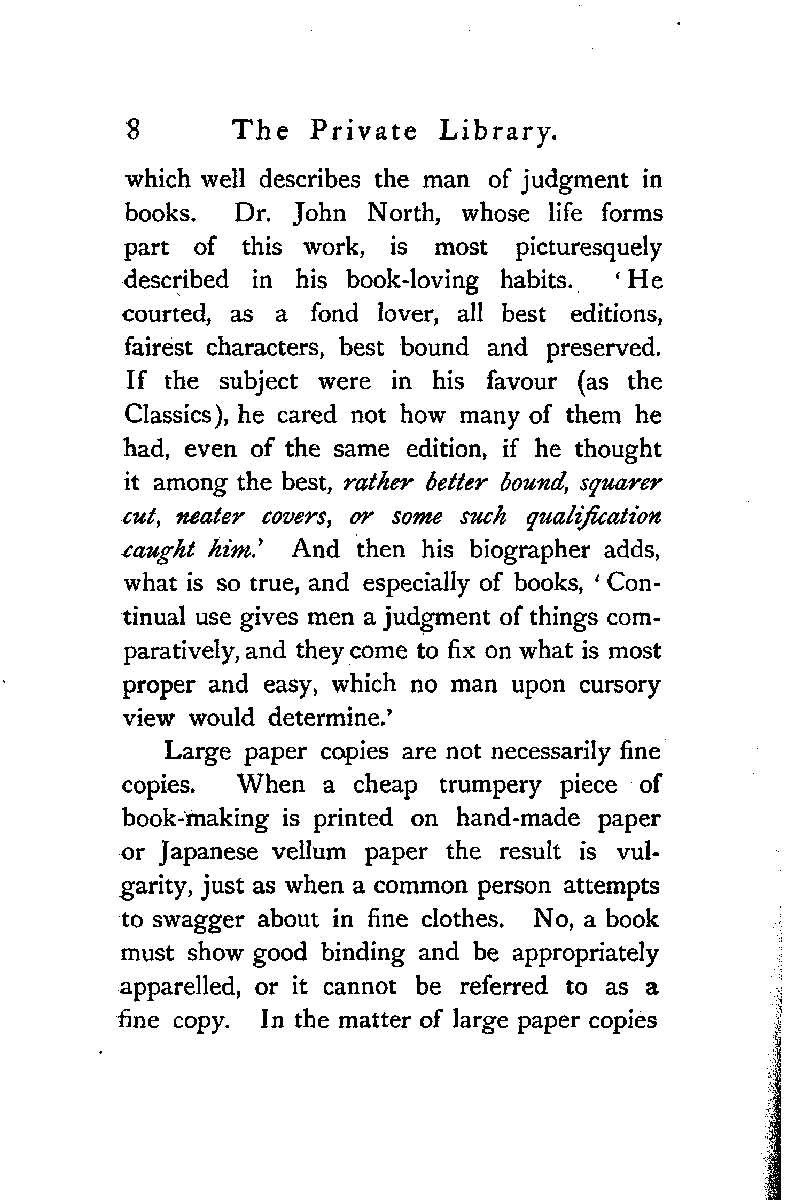 8 The Private Library.
which well describes the man of judgment in
books. Dr. John North, whose life forms
part of this work, is most picturesquely
described in his book-loving habits. ‘He
courted, as a fond lover, all best editions,
fairest characters, best bound and preserved.
If the subject were in his favour (as the
Classics), he cared not how many of them he
had, even of the same edition, if he thought
it among the best, rather better bound, squarer
cut, neater covers, or some such qualification
caught him.’ And then his biographer adds,
what is so true, and especially of books, ‘Con-
tinual use gives men a judgment of things com-
paratively, and they come to fix on what is most
proper and easy, which no man upon cursory
view would determine.’
Large paper copies are not necessarily fine
copies. When a cheap trumpery piece of
book-making is printed on hand-made paper
or Japanese vellum paper the result is vul-
garity, just as when a common person attempts
to swagger about in fine clothes. No, a book
must show good binding and be appropriately
apparelled, or it cannot be referred to as a
fine copy. In the matter of large paper copies